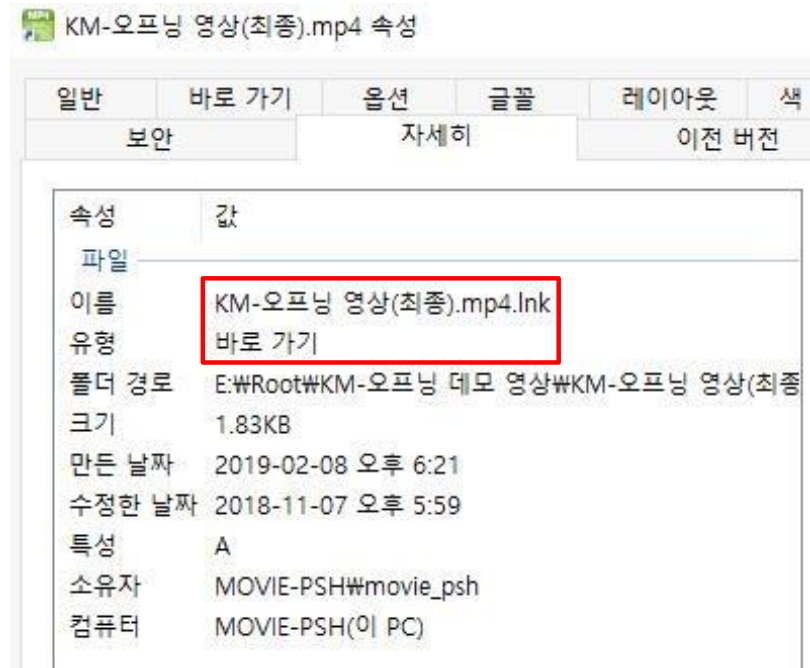 KM-오프닝 영상(최종).mp4 속성
일반 바로 가기 옵션 글꼴 레이아웃 색
보안 자세히 이전 버전
속성 값
파일
이름 KM-오프닝 영상(최종).mp4.lnk
유형 바로 가기
폴더 경로 E:₩Root₩KM-오프닝 데모 영상₩KM-오프닝 영상(최종
크기 1.83KB
만든 날짜 2019-02-08 오후 6:21
수정한 날짜 2018-11-07 오후 5:59
특성 A
소유자 MOVIE-PSH₩movie_psh
컴퓨터 MOVIE-PSH(이 PC)